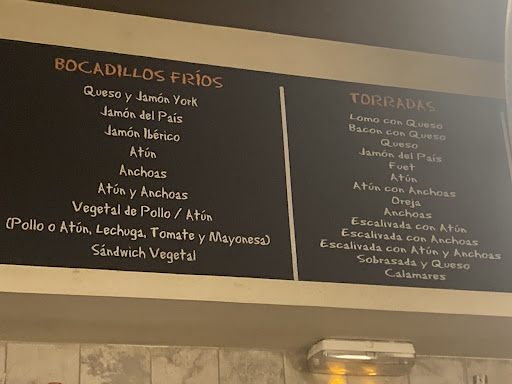 BOCADILLOS FRÍOS
Queso y Jamón York
Jamón del País
Jamón Ibérico
Atún
Anchoas
Atún y Anchoas
Vegetal de Pollo / Atún
(Pollo o Atún, Lechuga, Tomate y Mayonesa)
Sándwich Vegetal
TORRADAS
Lomo con Queso
Bacon con Queso
Queso
Jamón del País
Fuet
Atún
Atún con Anchoas
Oreja
Anchoas
Escalivada con Atún
Escalivada con Anchoas
Escalivada con Atún y Anchoas
Sobrasada y Queso
Calamares